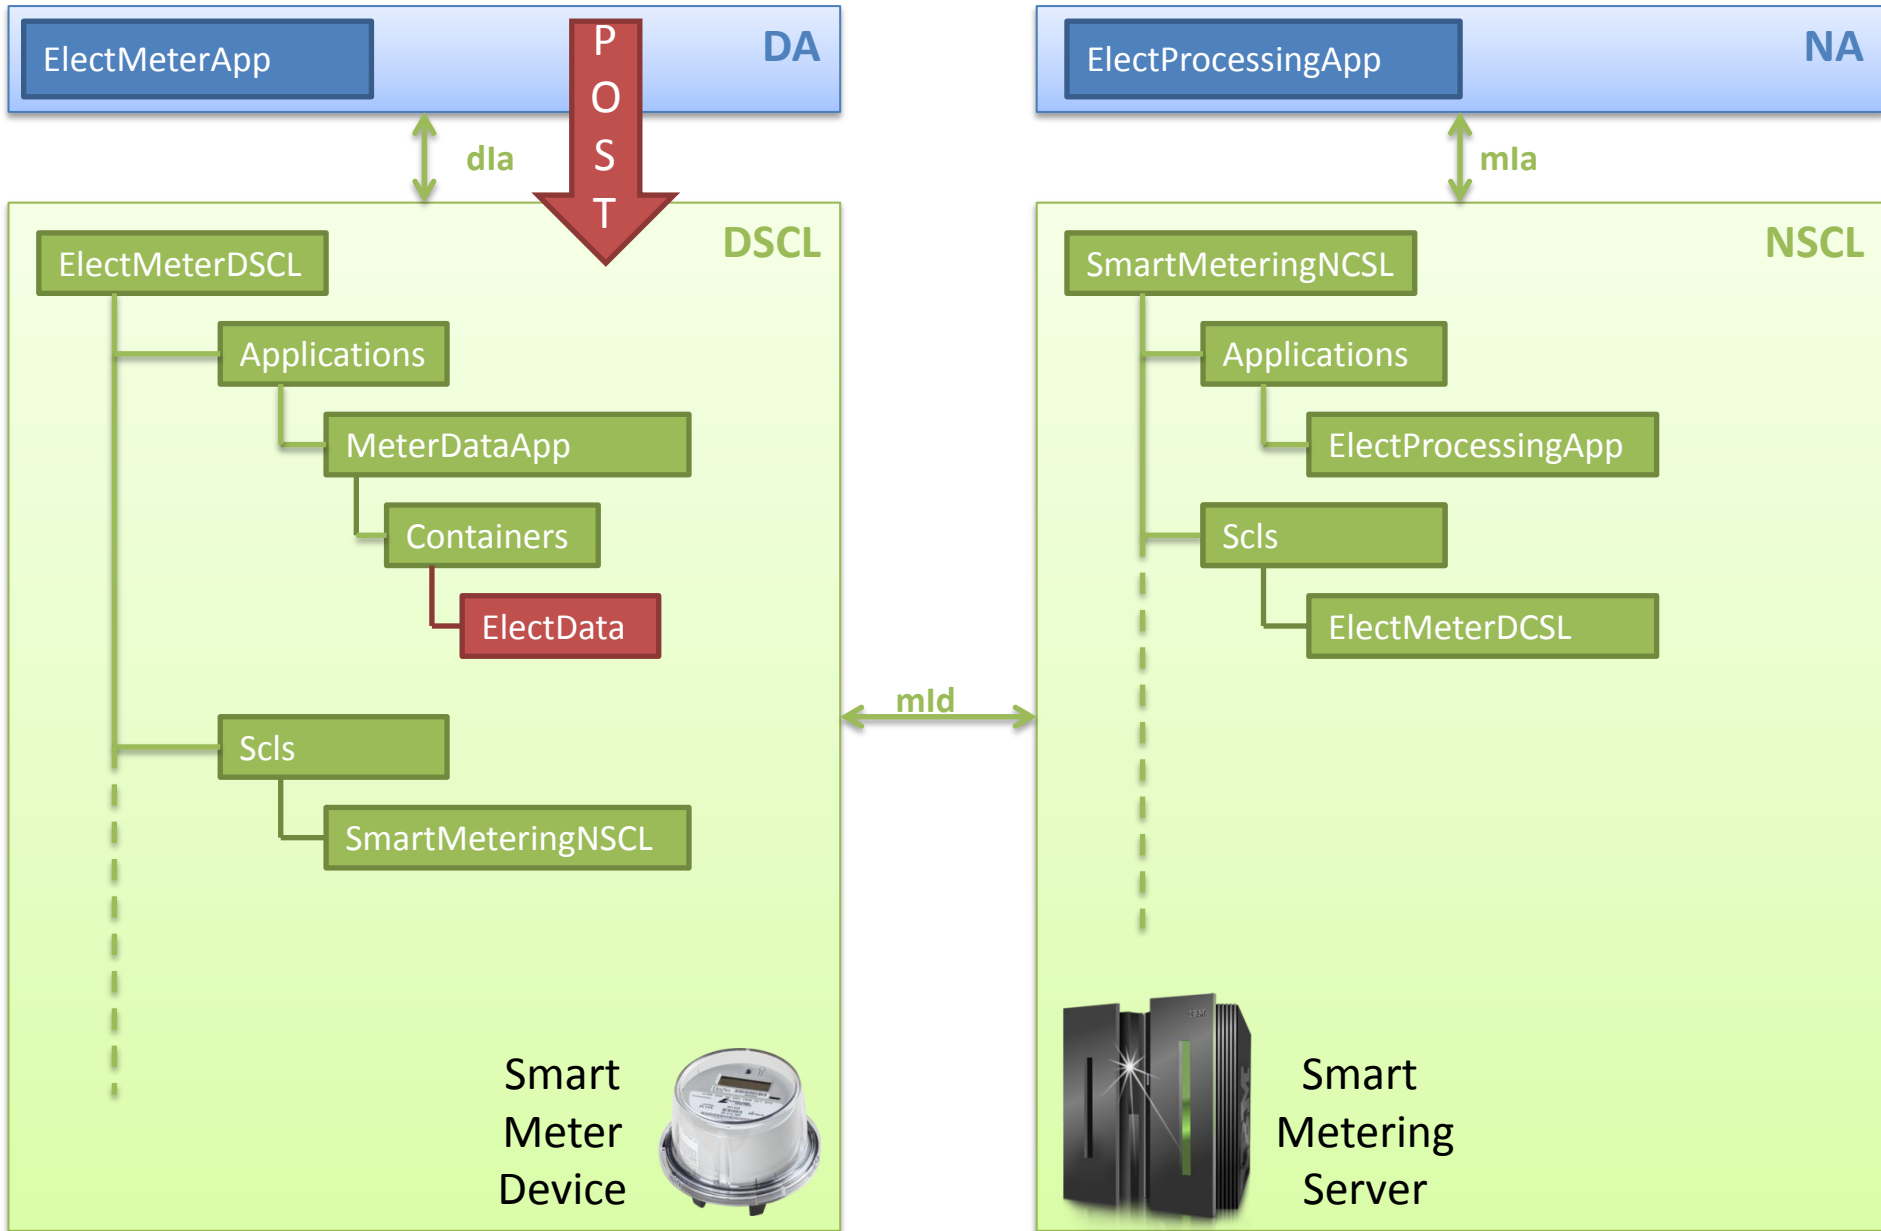 ElectMeterApp
DA
P
O
S
T
dIa
DSCL
ElectMeterDSCL
Applications
MeterDataApp
Containers
ElectData
Scls
SmartMeteringNSCL
Smart
Meter
Device
mId
ElectProcessingApp
NA
mIa
NSCL
SmartMeteringNCSL
Applications
ElectProcessingApp
Scls
ElectMeterDCSL
IBM
Smart
Metering
Server